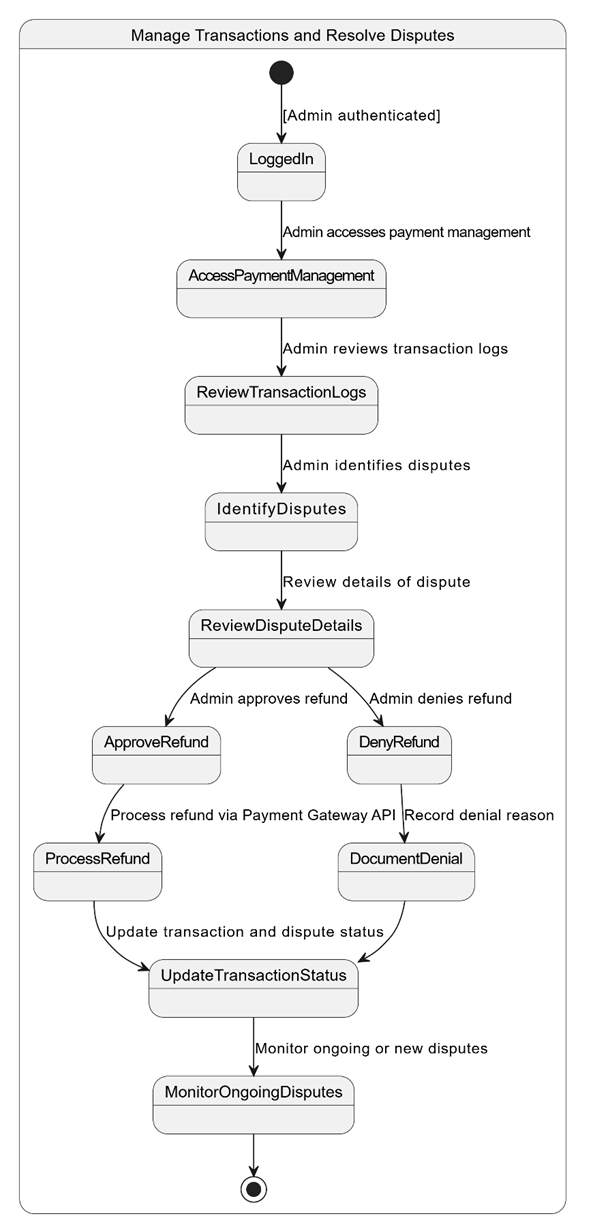 Manage Transactions and Resolve Disputes
[Admin authenticated]
LoggedIn
Admin accesses payment management
AccessPaymentManagement
Admin reviews transaction logs
ReviewTransactionLogs
Admin identifies disputes
IdentifyDisputes
Review details of dispute
ReviewDisputeDetails
Admin approves refund
Admin denies refund
ApproveRefund
DenyRefund
Process refund via Payment Gateway API
Record denial reason
ProcessRefund
DocumentDenial
Update transaction and dispute status
UpdateTransactionStatus
Monitor ongoing or new disputes
MonitorOngoingDisputes